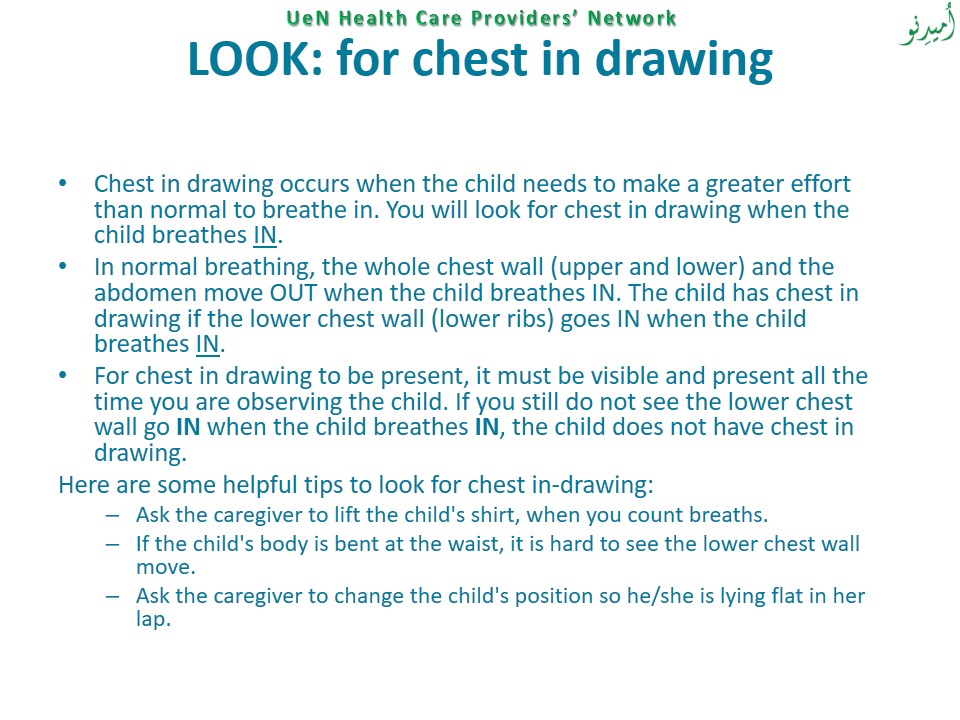 UeN Health Care Providers’ Network
اُمیدِنو
LOOK: for chest in drawing
• Chest in drawing occurs when the child needs to make a greater effort
than normal to breathe in. You will look for chest in drawing when the
child breathes IN.
• In normal breathing, the whole chest wall (upper and lower) and the
abdomen move OUT when the child breathes IN. The child has chest in
drawing if the lower chest wall (lower ribs) goes IN when the child
breathes IN.
• For chest in drawing to be present, it must be visible and present all the
time you are observing the child. If you still do not see the lower chest
wall go IN when the child breathes IN, the child does not have chest in
drawing.
Here are some helpful tips to look for chest in-drawing:
– Ask the caregiver to lift the child's shirt, when you count breaths.
– If the child's body is bent at the waist, it is hard to see the lower chest wall
move.
– Ask the caregiver to change the child's position so he/she is lying flat in her
lap.